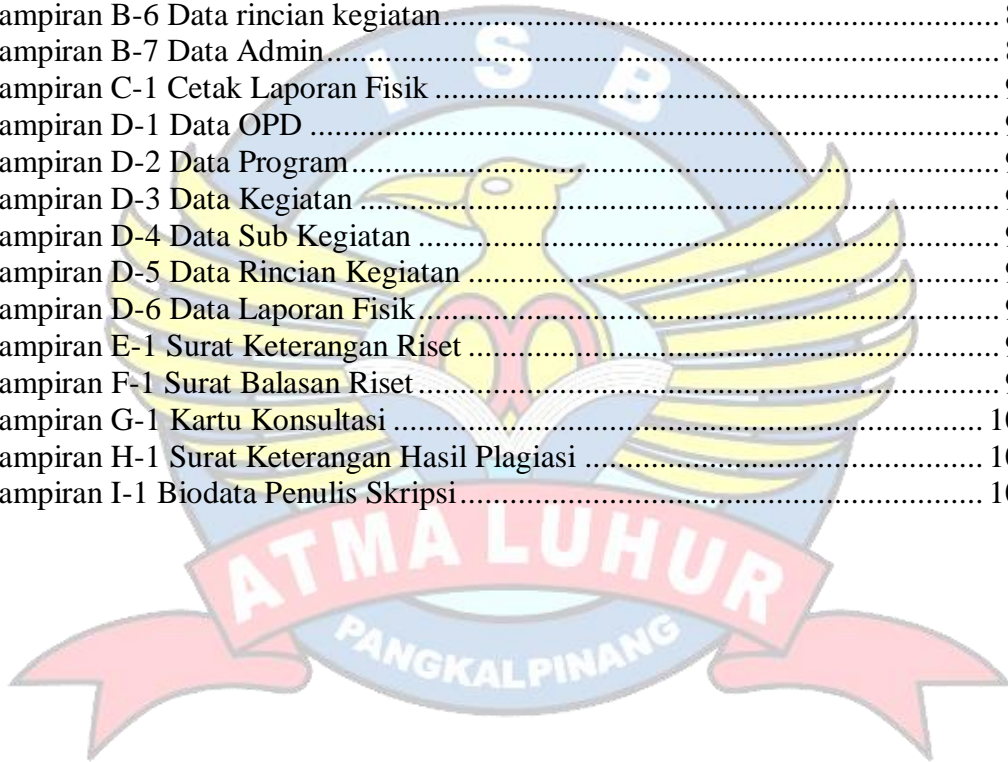 ampiran B-6 Data rincian kegiatan
ampiran B-7 Data Admin
ampiran C-1 Cetak Laporan Fisik
ampiran D-1 Data OPD
ampiran D-2 Data Program
ampiran D-3 Data Kegiatan
ampiran D-4 Data Sub Kegiatan
ampiran D-5 Data Rincian Kegiatan
ampiran D-6 Data Laporan Fisik
ampiran E-1 Surat Keterangan Riset
ampiran F-1 Surat Balasan Riset
ampiran G-1 Kartu Konsultasi
ampiran H-1 Surat Keterangan Hasil Plagiasi
ampiran I-1 Biodata Penulis Skripsi
I S B
ATMA LUHUR
PANGKALPINANG